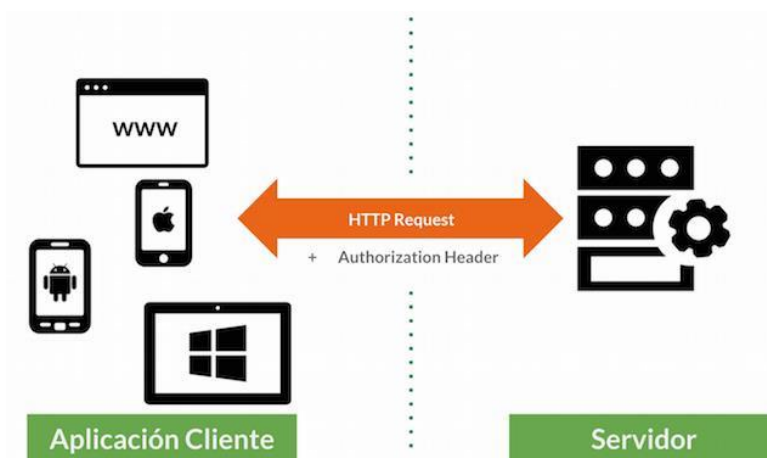 WWW
HTTP Request
+ Authorization Header
Aplicación Cliente
Servidor